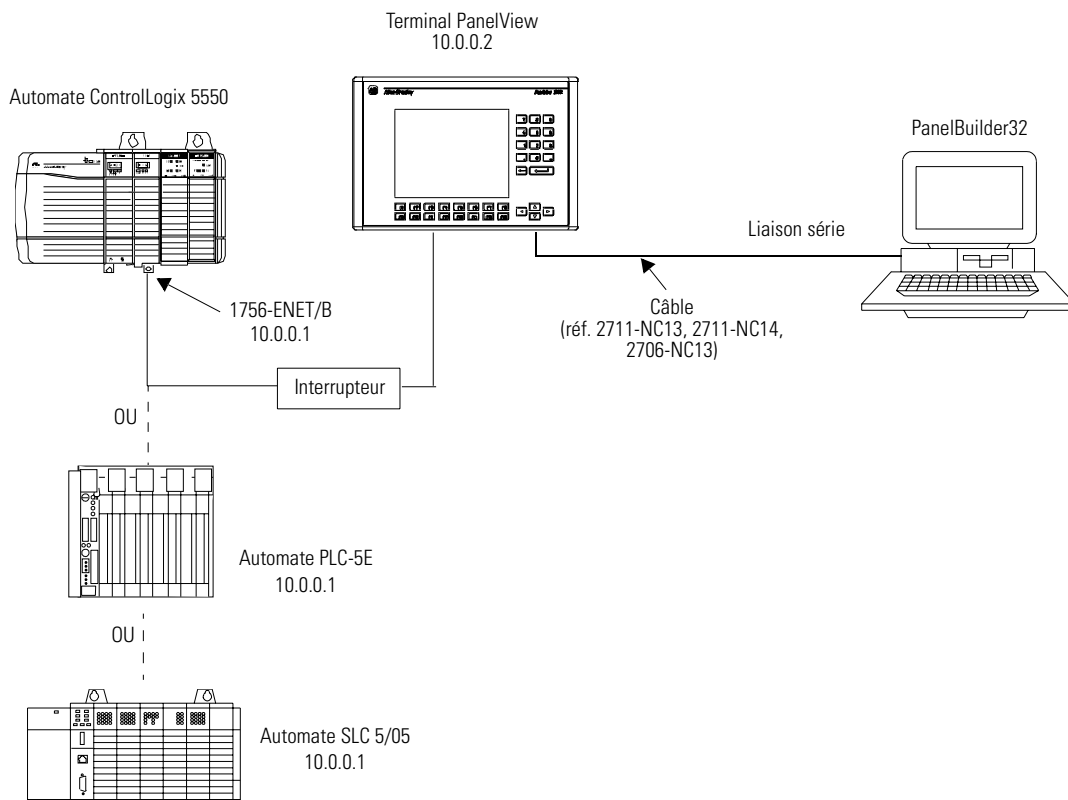 Terminal PanelView
10.0.0.2
Automate ControlLogix 5550
PanelBuilder32
Liaison série
1756-ENET/B
10.0.0.1
Câble
(réf. 2711-NC13, 2711-NC14,
2706-NC13)
Interrupteur
OU
Automate PLC-5E
10.0.0.1
OU
Automate SLC 5/05
10.0.0.1